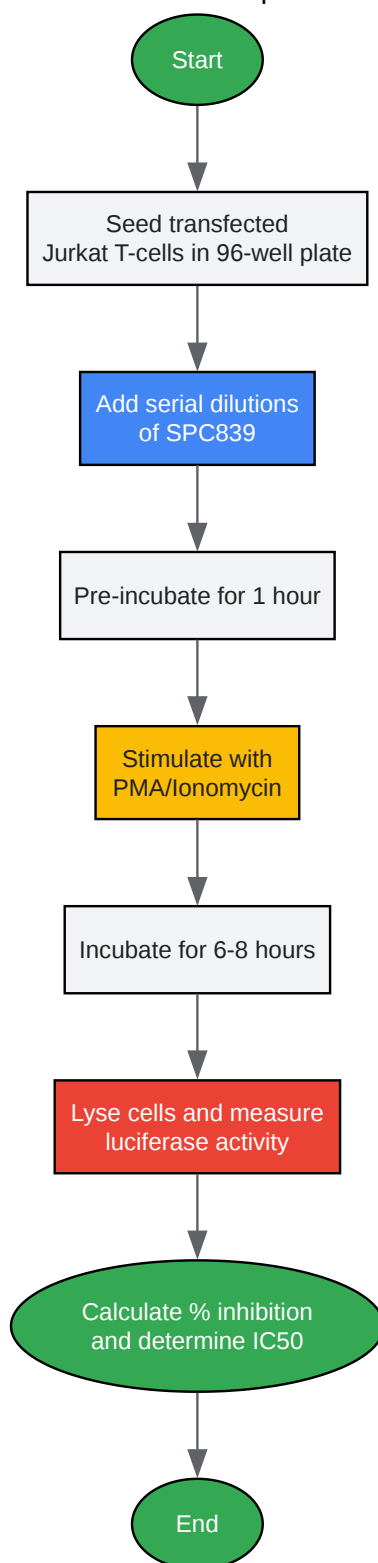 Start
Seed transfected
Jurkat T-cells in 96-well plate
Add serial dilutions
of SPC839
Pre-incubate for 1 hour
Stimulate with
PMA/Ionomycin
Incubate for 6-8 hours
Lyse cells and measure
luciferase activity
Calculate % inhibition
and determine IC50
End